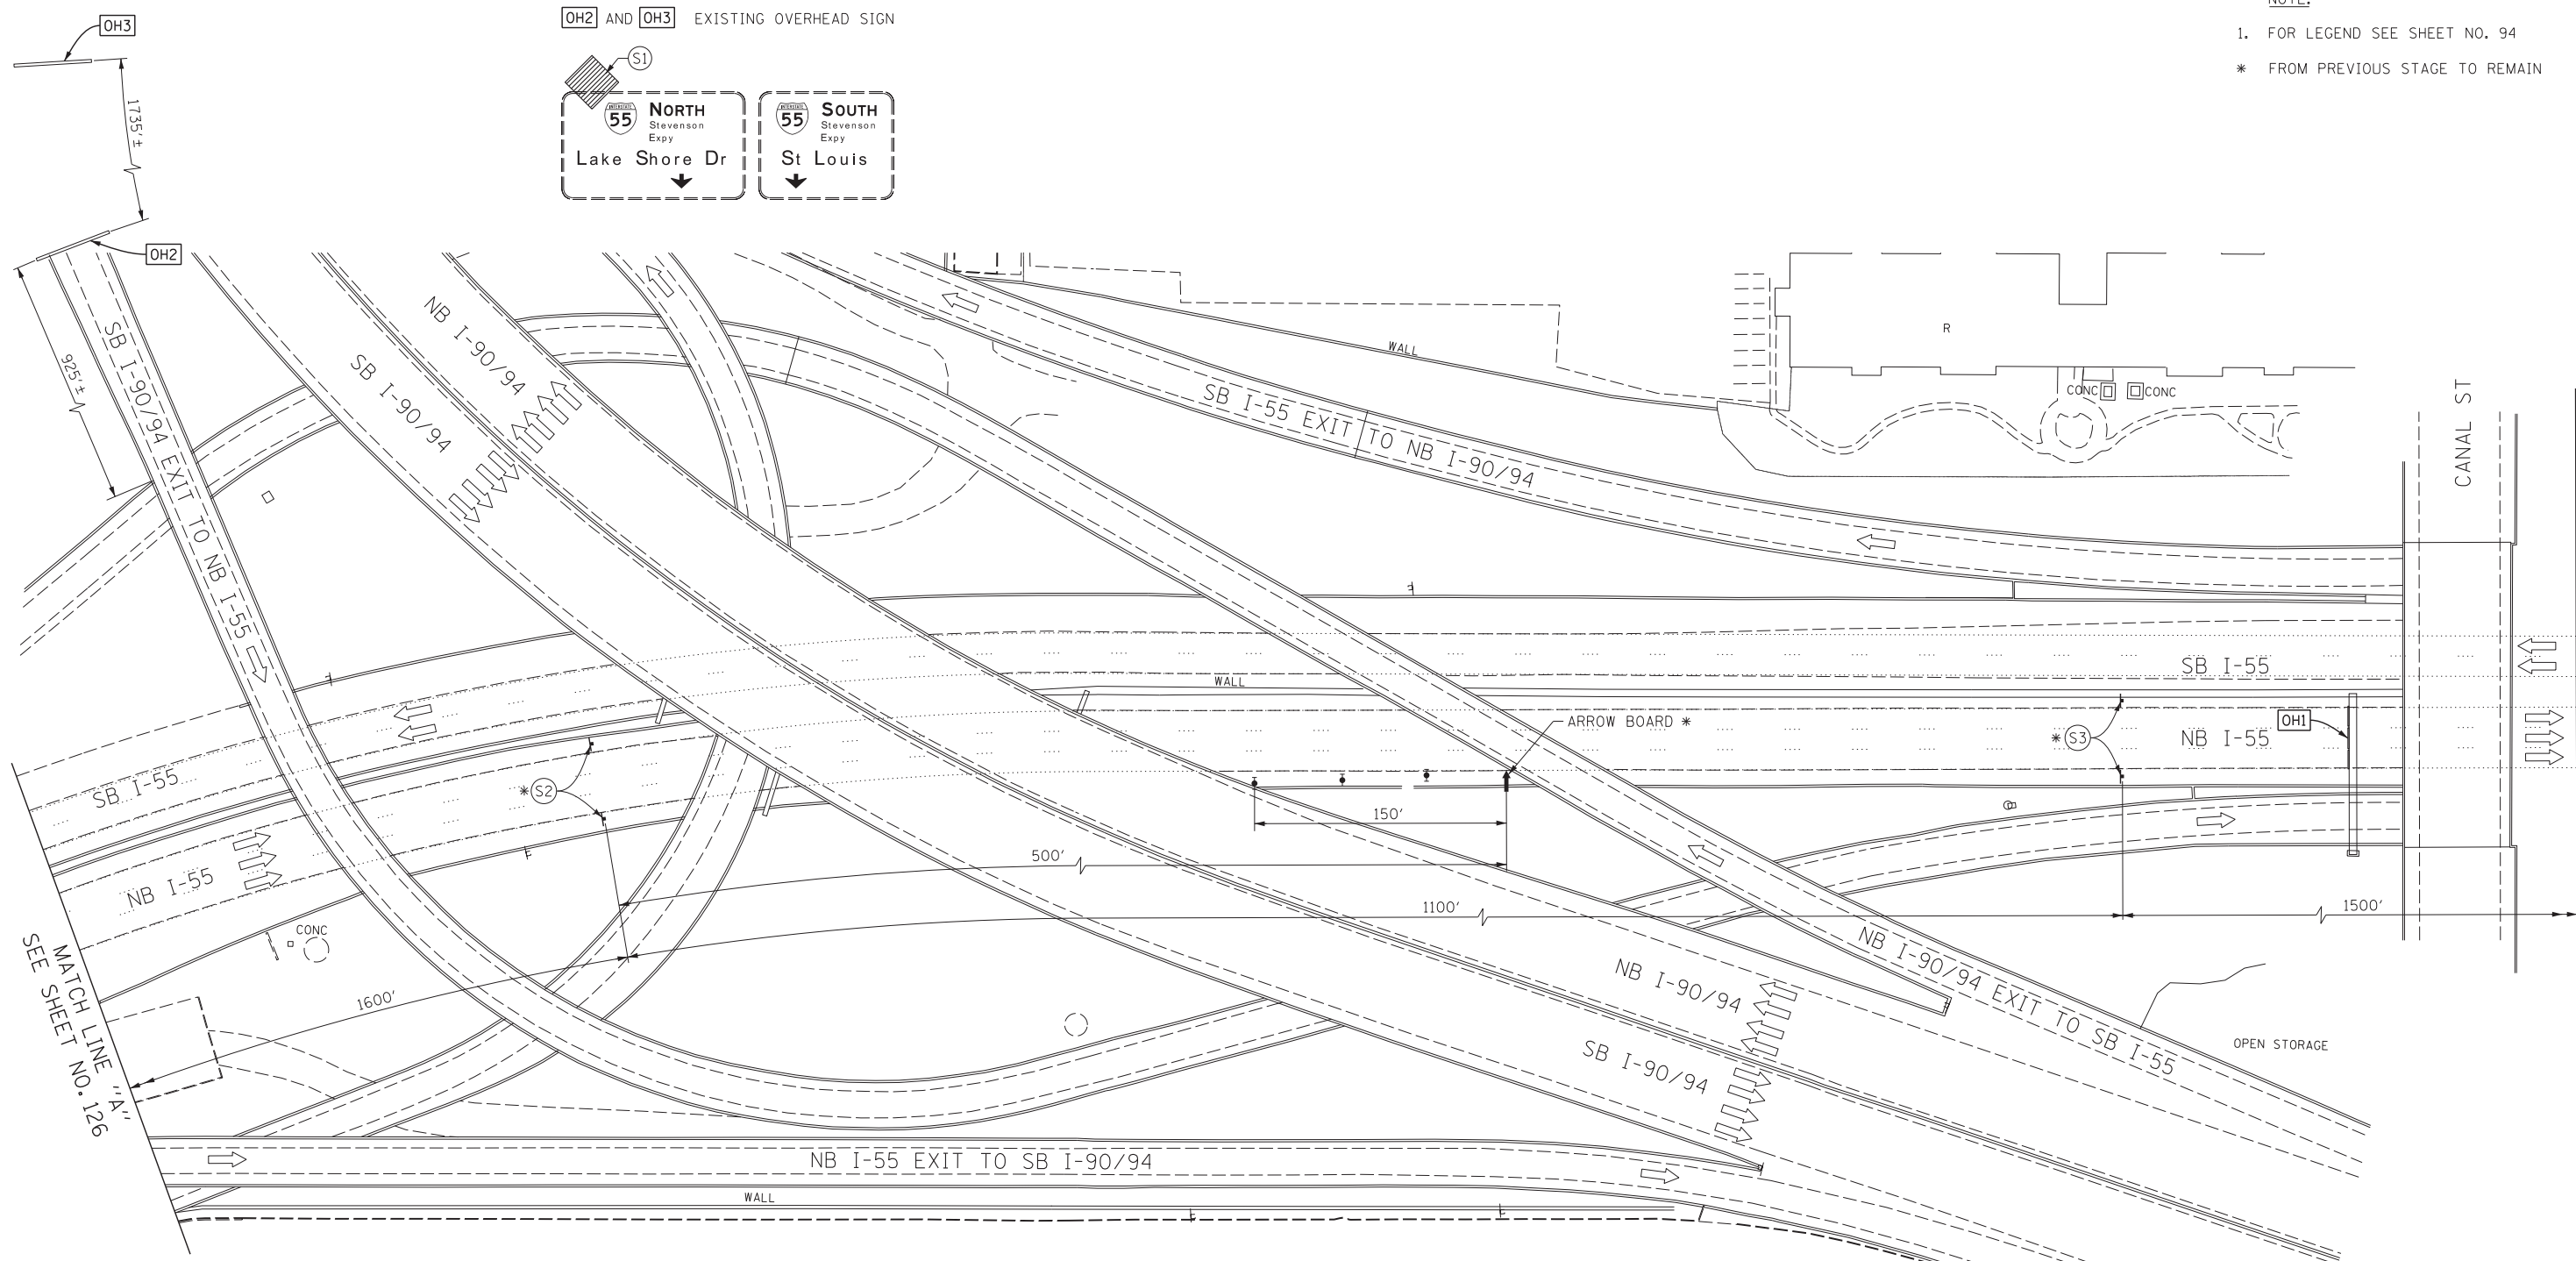 NOTE:
1. FOR LEGEND SEE SHEET NO. 94
* FROM PREVIOUS STAGE TO REMAIN
OH3
OH2 AND OH3 EXISTING OVERHEAD SIGN
S1
INTERSTATE 55 NORTH
Stevenson
Expy
Lake Shore Dr
INTERSTATE 55 SOUTH
Stevenson
Expy
St Louis
1735'±
OH2
925'±
SB I-90/94 EXIT TO NB I-55
SB I-90/94
NB I-90/94
WALL
R
CONC
CONC
CANAL ST
SB I-55 EXIT TO NB I-90/94
SB I-55
WALL
ARROW BOARD *
* S3
NB I-55
OH1
SB I-55
* S2
150'
500'
NB I-55
1100'
1500'
CONC
1600'
NB I-90/94
NB I-90/94 EXIT TO SB I-55
SB I-90/94
OPEN STORAGE
MATCH LINE "A"
SEE SHEET NO. 126
NB I-55 EXIT TO SB I-90/94
WALL